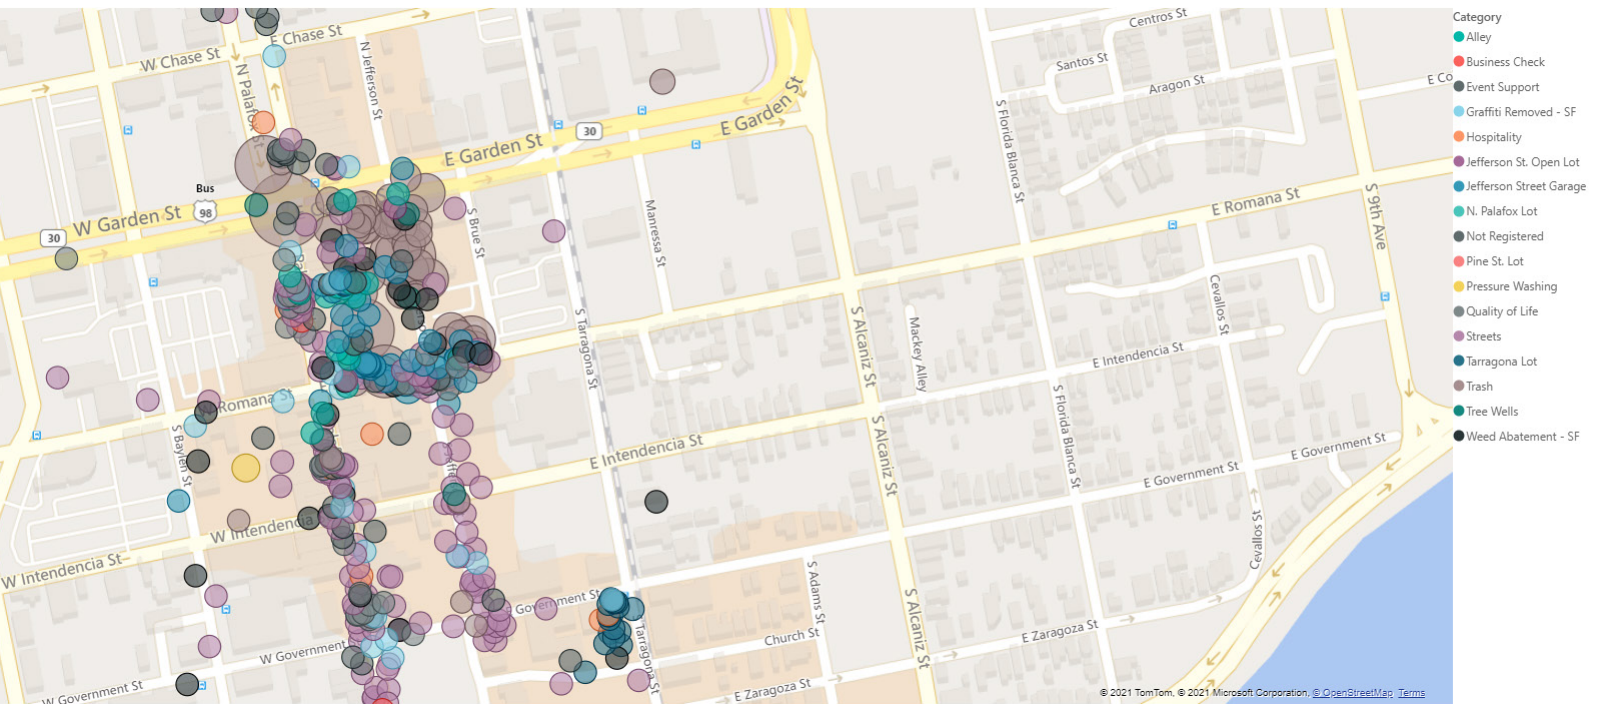 E Chase St
W Chase St
N Palafox St
N Jefferson St
E Garden St
30
E Garden St
Bus
98
W Garden St
30
S Brue St
Manressa St
S Tarragona St
Centros St
Santos St
Aragon St
E Co
S Florida Blanca St
S 9th Ave
E Romana St
Cevallos St
S Alcaniz St
Mackey Alley
E Intendencia St
Romana St
S Baylen St
S Florida Blanca St
E Intendencia St
S Alcaniz St
E Government St
E Government St
W Intendencia
W Intendencia St
Cevallos St
E Government St
S Adams St
S Alcaniz St
Tarragona St
Church St
E Zaragoza St
W Government
W Government St
E Zaragoza St
© 2021 TomTom, © 2021 Microsoft Corporation, © OpenStreetMap Terms
Category
Alley
Business Check
Event Support
Graffiti Removed - SF
Hospitality
Jefferson St. Open Lot
Jefferson Street Garage
N. Palafox Lot
Not Registered
Pine St. Lot
Pressure Washing
Quality of Life
Streets
Tarragona Lot
Trash
Tree Wells
Weed Abatement - SF